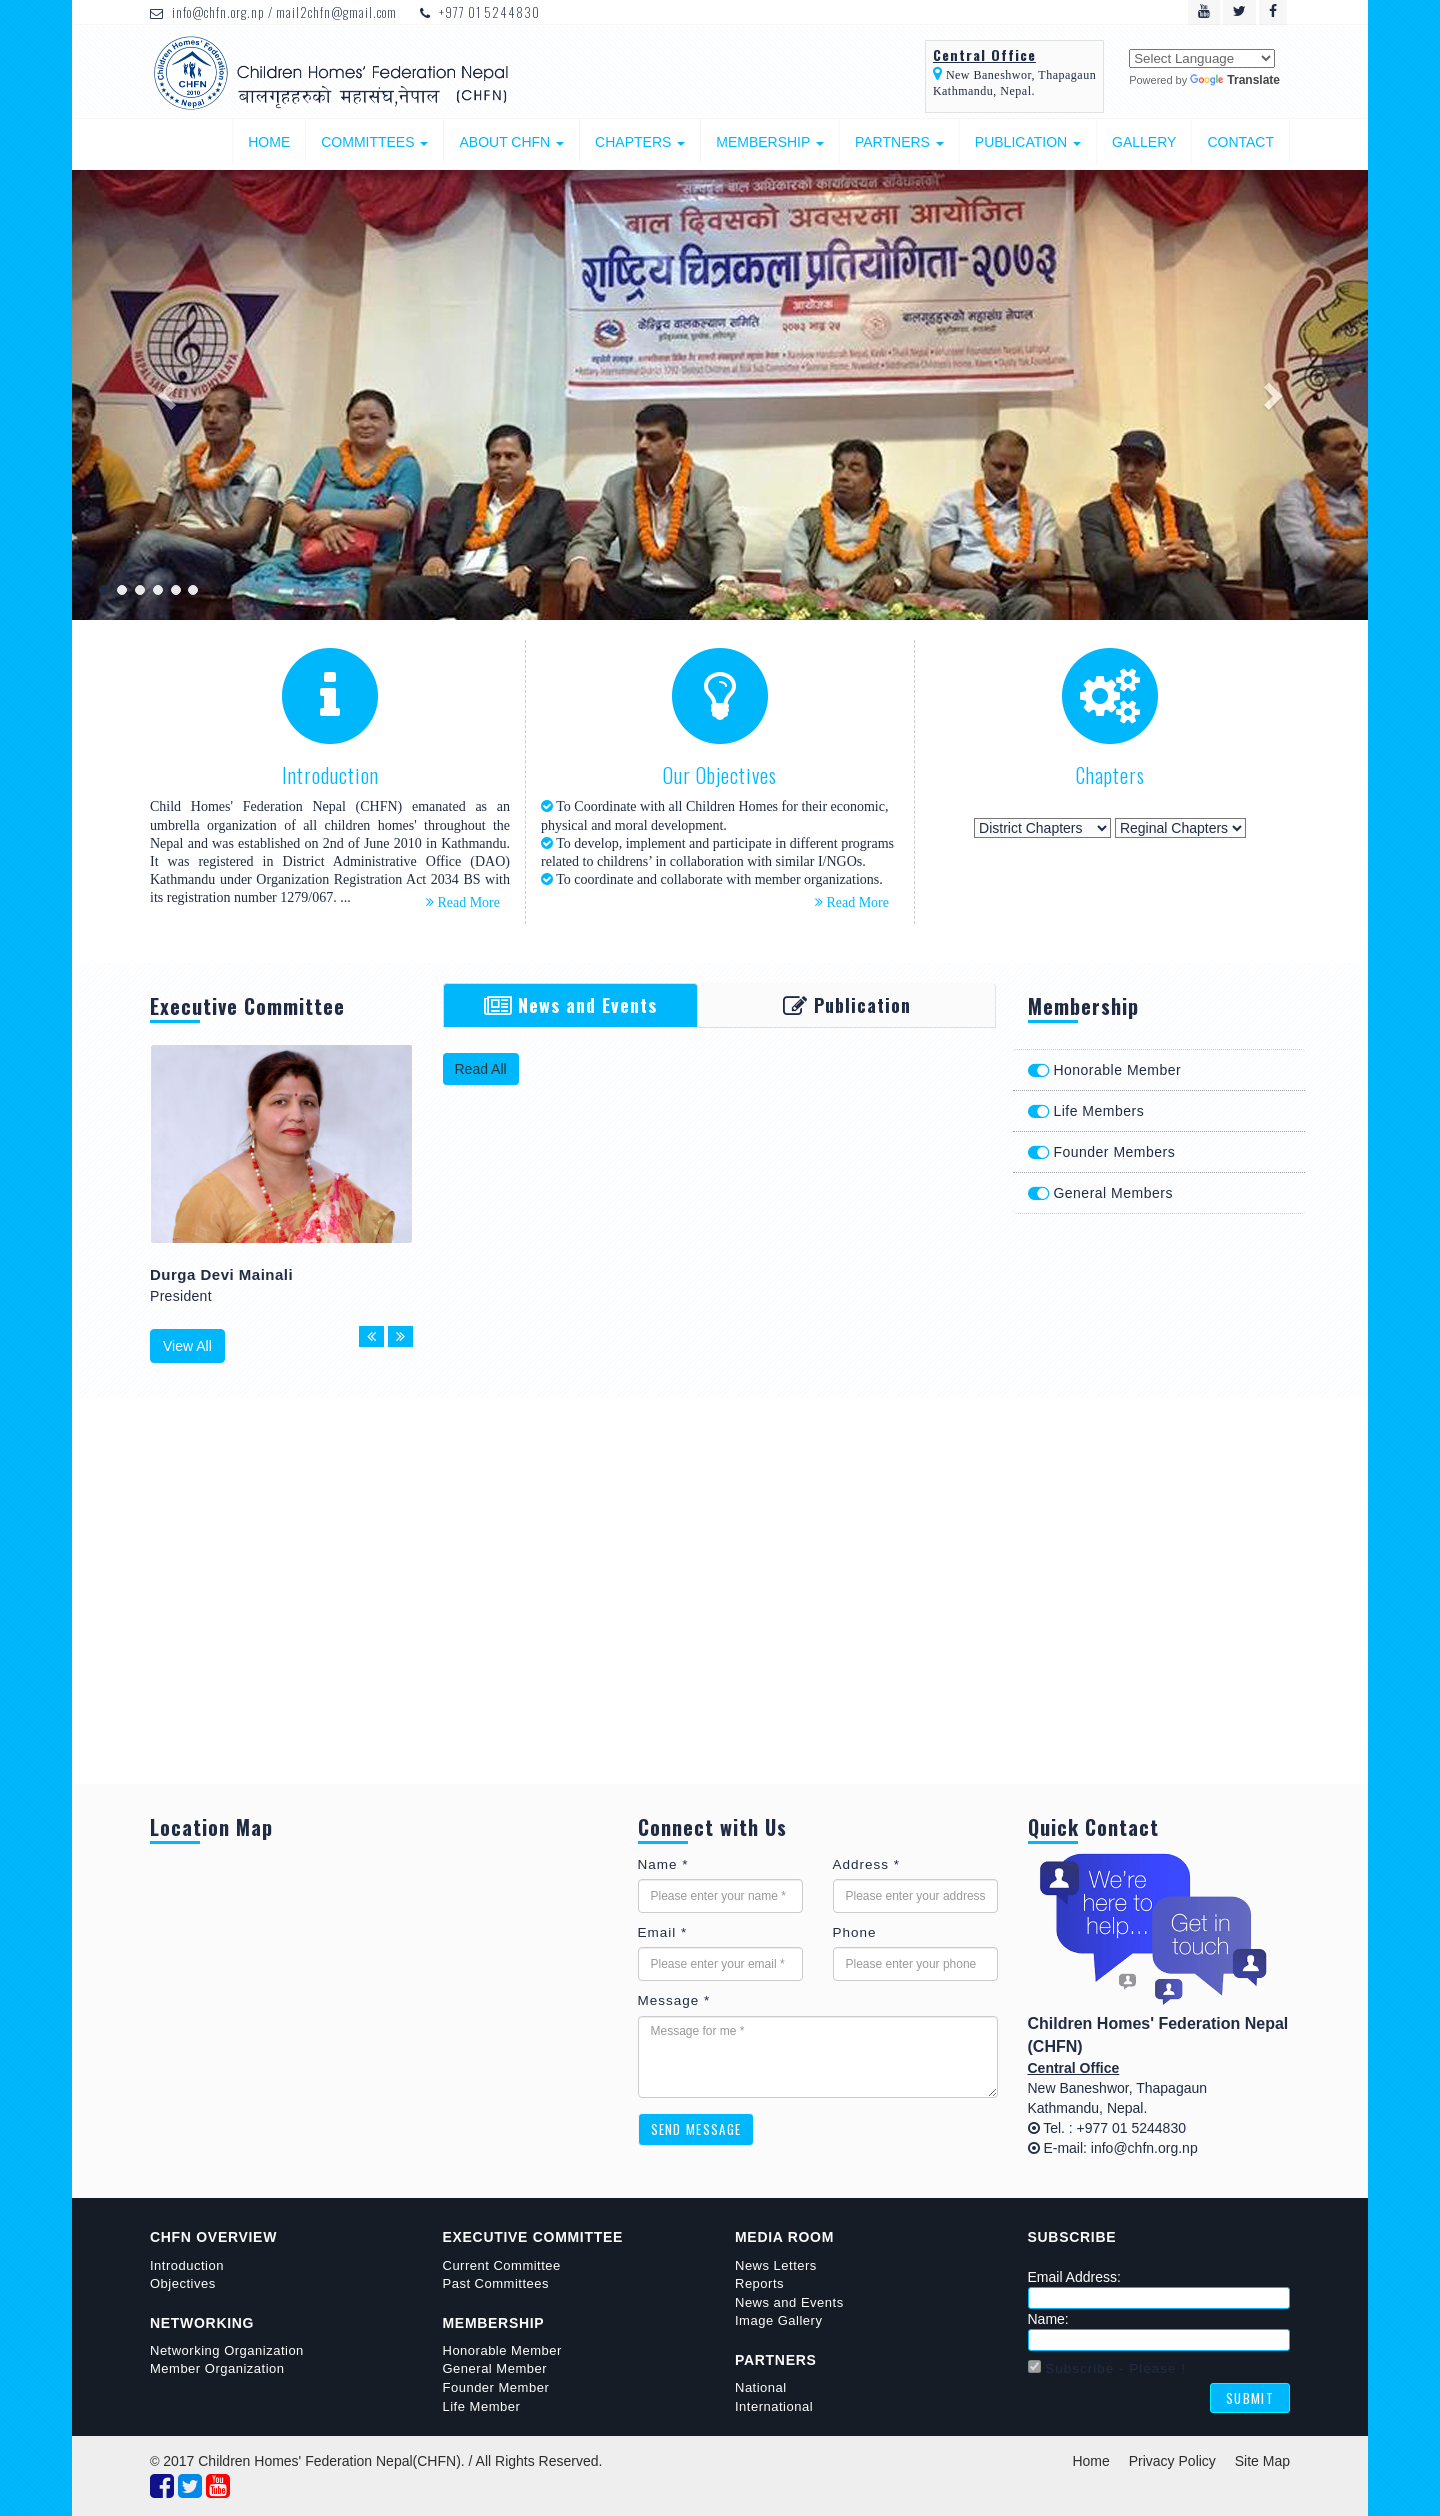 info@chfn.org.np / mail2chfn@gmail.com +977 01 5244830
CHFN
2010
Children Homes' Federation Nepal
बालगृहहरुको महासंघ,नेपाल (CHFN)
Central Office
New Baneshwor, Thapagaun
Kathmandu, Nepal.
Select Language
Powered by Google Translate
HOME COMMITTEES ABOUT CHFN CHAPTERS MEMBERSHIP PARTNERS PUBLICATION GALLERY CONTACT
बाल दिवसको अवसरमा आयोजित
राष्ट्रिय चित्रकला प्रतियोगिता-२०७३
आयोजक
केन्द्रिय बालकल्याण समिति
बालगृहहरुको महासंघ नेपाल
Introduction
Child Homes' Federation Nepal (CHFN) emanated as an
umbrella organization of all children homes' throughout the
Nepal and was established on 2nd of June 2010 in Kathmandu.
It was registered in District Administrative Office (DAO)
Kathmandu under Organization Registration Act 2034 BS with
its registration number 1279/067. ...
Read More
Our Objectives
To Coordinate with all Children Homes for their economic,
physical and moral development.
To develop, implement and participate in different programs
related to childrens’ in collaboration with similar I/NGOs.
To coordinate and collaborate with member organizations.
Read More
Chapters
District Chapters Reginal Chapters
Executive Committee
Durga Devi Mainali
President
View All
News and Events
Publication
Read All
Membership
Honorable Member
Life Members
Founder Members
General Members
Location Map
Connect with Us
Name * Address *
Please enter your name * Please enter your address
Email * Phone
Please enter your email * Please enter your phone
Message *
Message for me *
SEND MESSAGE
Quick Contact
We're
here to
help...
Get in
touch
Children Homes' Federation Nepal
(CHFN)
Central Office
New Baneshwor, Thapagaun
Kathmandu, Nepal.
Tel. : +977 01 5244830
E-mail: info@chfn.org.np
CHFN OVERVIEW
Introduction
Objectives
NETWORKING
Networking Organization
Member Organization
EXECUTIVE COMMITTEE
Current Committee
Past Committees
MEMBERSHIP
Honorable Member
General Member
Founder Member
Life Member
MEDIA ROOM
News Letters
Reports
News and Events
Image Gallery
PARTNERS
National
International
SUBSCRIBE
Email Address:
Name:
Subscribe - Please !
SUBMIT
© 2017 Children Homes' Federation Nepal(CHFN). / All Rights Reserved.
Home Privacy Policy Site Map